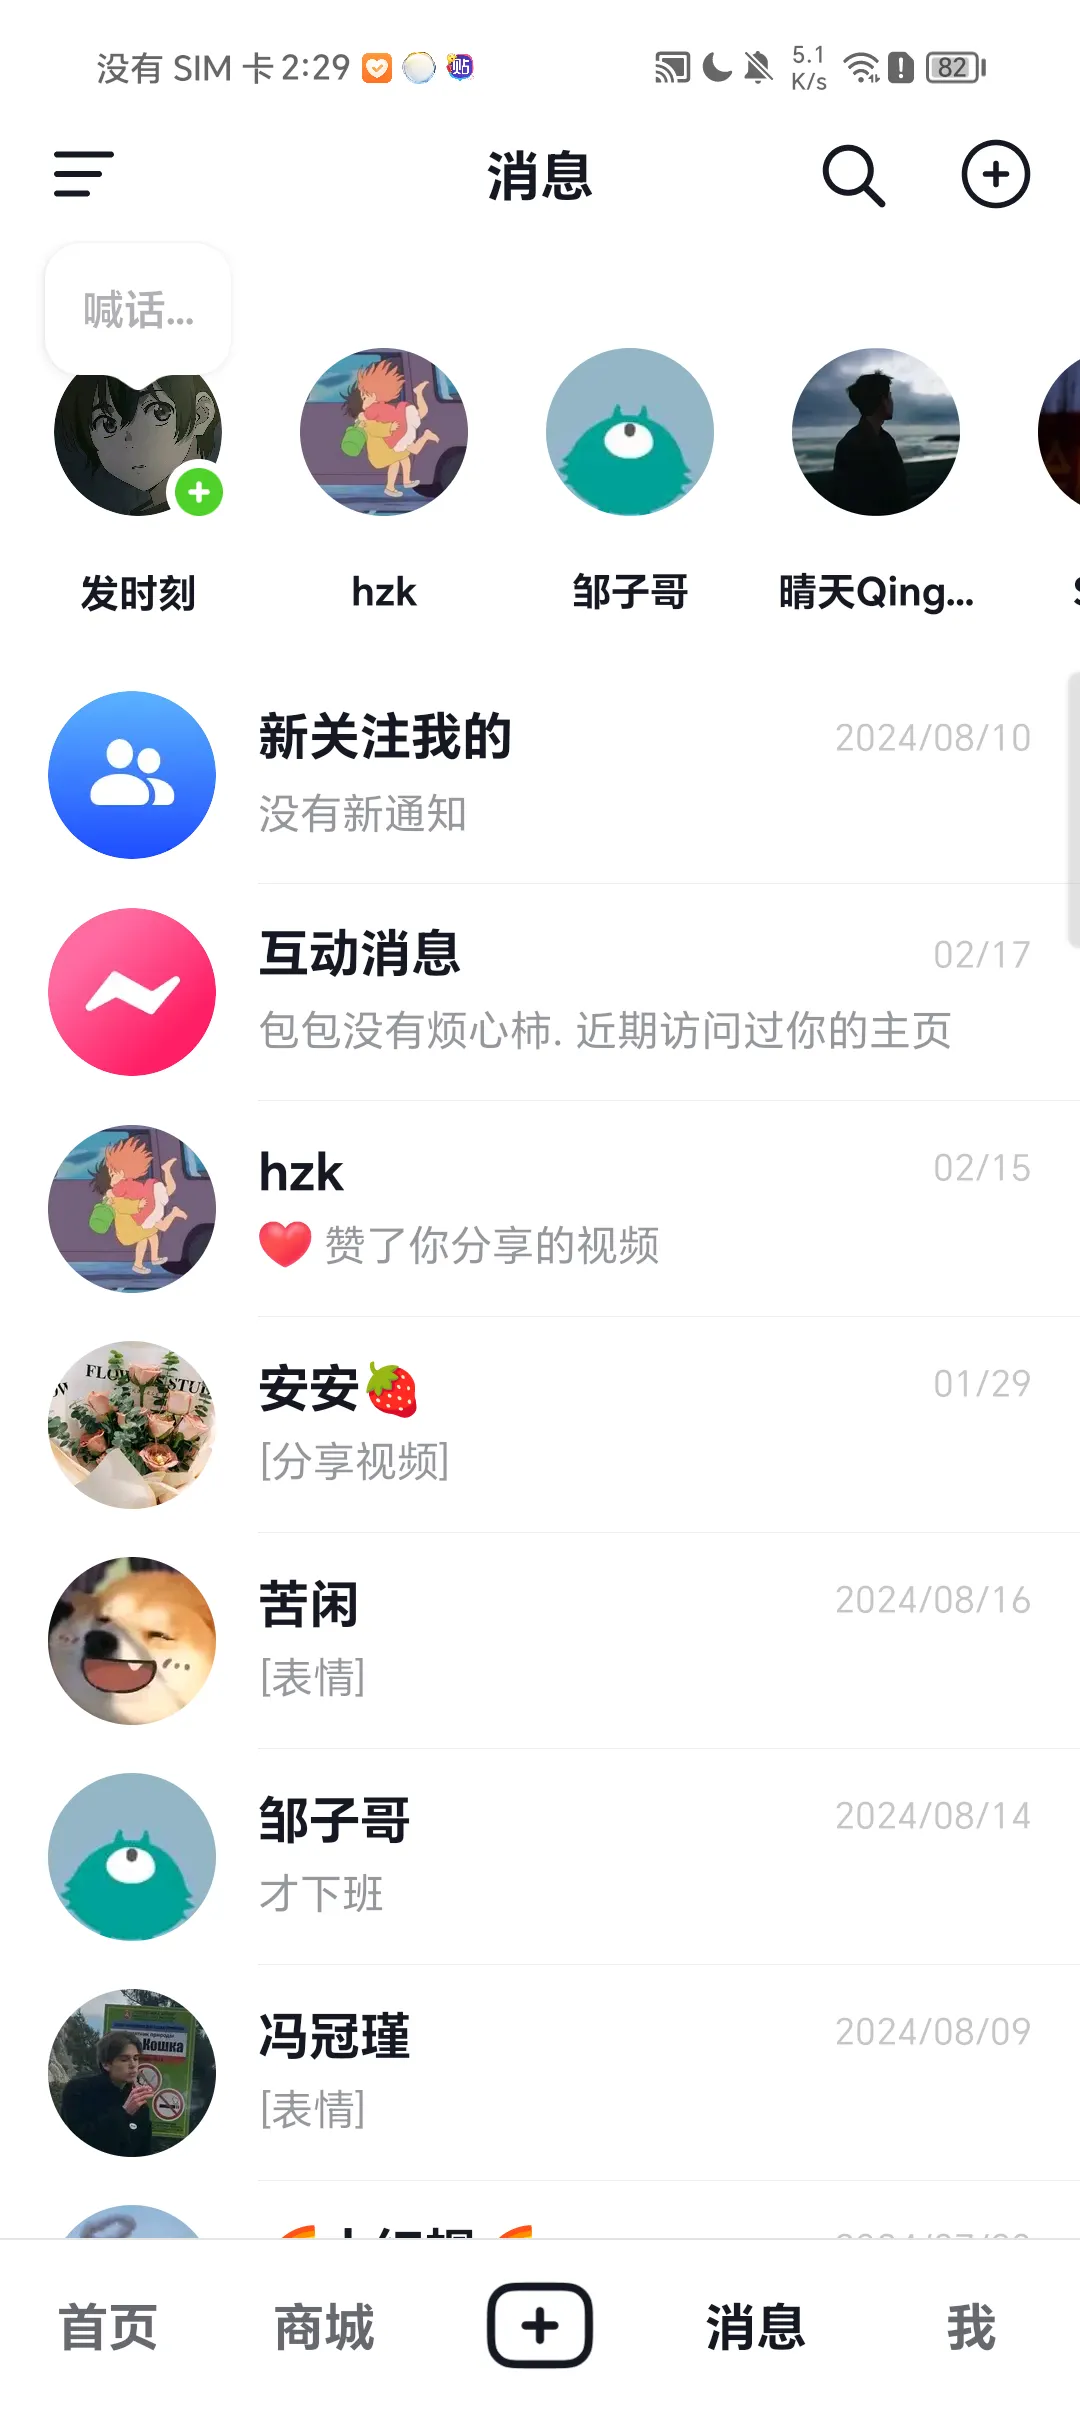 没有 SIM 卡 2:29
5.1
K/s
82
消息
喊话...
发时刻
hzk
邹子哥
晴天Qing...
新关注我的
2024/08/10
没有新通知
互动消息
02/17
包包没有烦心柿. 近期访问过你的主页
hzk
02/15
❤️ 赞了你分享的视频
安安🍓
01/29
[分享视频]
苦闲
2024/08/16
[表情]
邹子哥
2024/08/14
才下班
冯冠瑾
2024/08/09
[表情]
首页
商城
消息
我